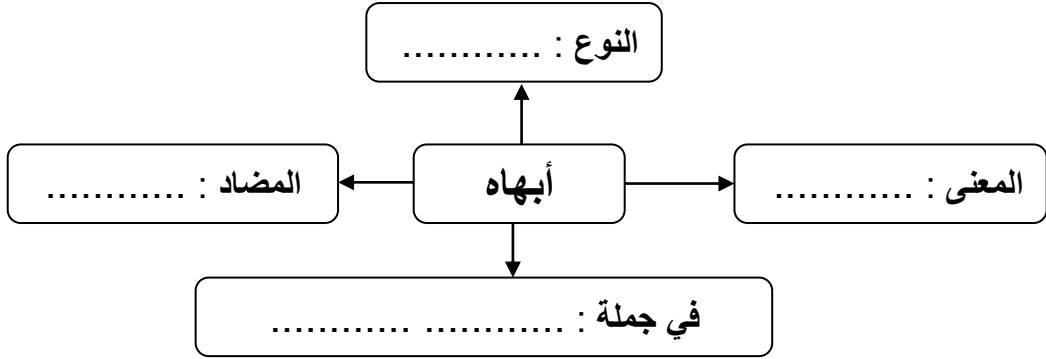 النوع : ............
المعنى : ............
أبهاه
المضاد : ............
في جملة : ............ ............